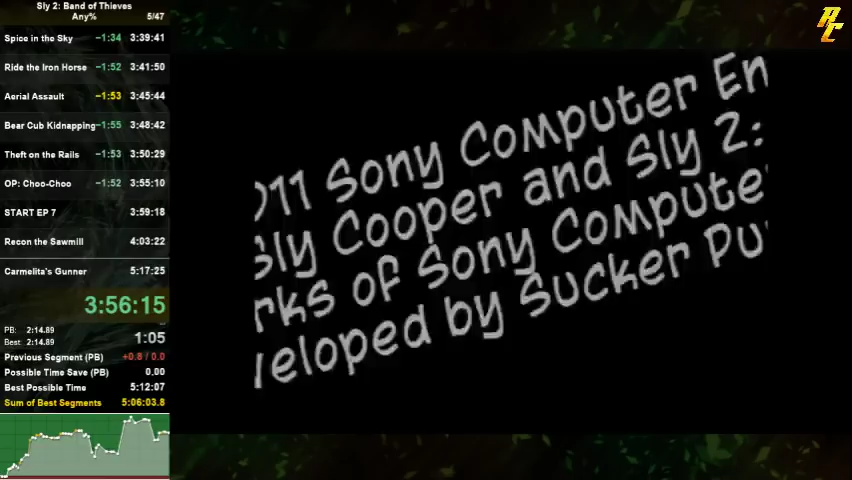 Sly 2: Band of Thieves
Any% 5/47
Spice in the Sky -1:34 3:39:41
Ride the Iron Horse -1:52 3:41:50
Aerial Assault -1:53 3:45:44
Bear Cub Kidnapping -1:55 3:48:42
Theft on the Rails -1:53 3:50:29
OP: Choo-Choo -1:52 3:55:10
START EP 7 3:59:18
Recon the Sawmill 4:03:22
Carmelita's Gunner 5:17:25
3:56:15
PB: 2:14.89
Best: 2:14.89
1:05
Previous Segment (PB) +0.8 / 0.0
Possible Time Save (PB) 0.00
Best Possible Time 5:12:07
Sum of Best Segments 5:06:03.8
011 Sony Computer En
Sly Cooper and Sly 2:
rks of Sony Compute
veloped by Sucker Pu